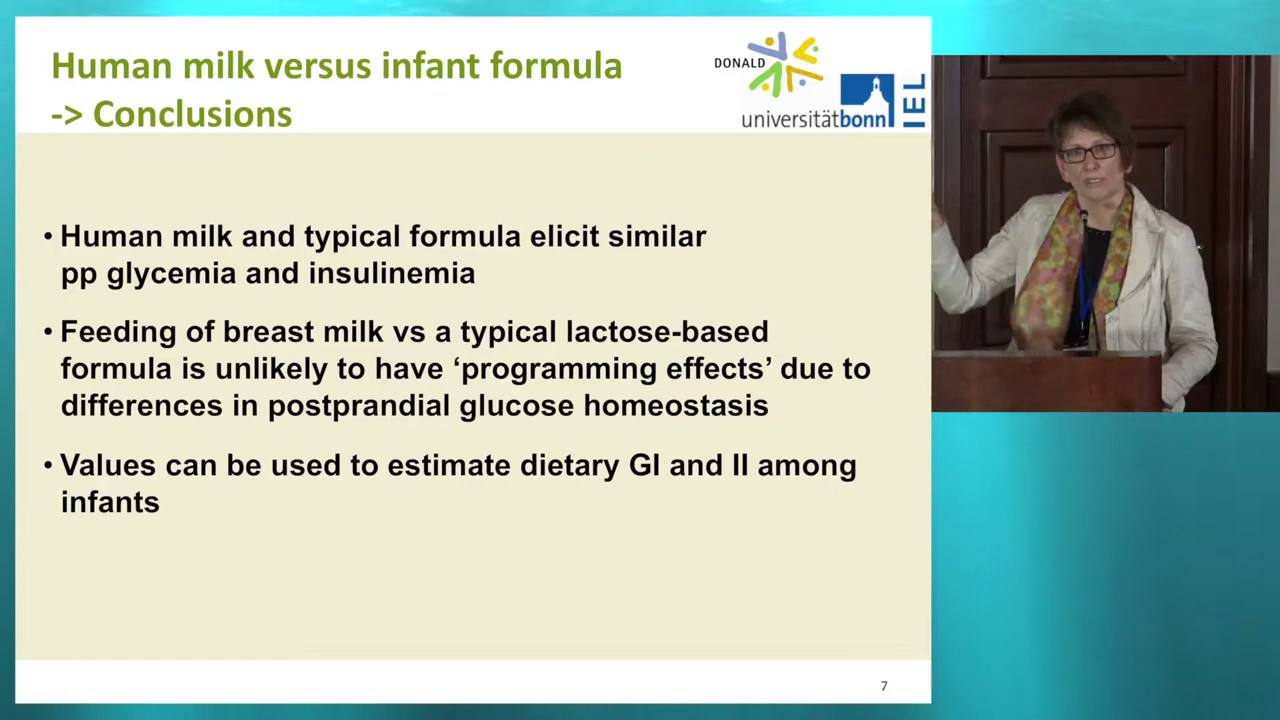 Human milk versus infant formula
-> Conclusions
DONALD
universitätbonn
IEL
• Human milk and typical formula elicit similar
pp glycemia and insulinemia
• Feeding of breast milk vs a typical lactose-based
formula is unlikely to have ‘programming effects’ due to
differences in postprandial glucose homeostasis
• Values can be used to estimate dietary GI and II among
infants
7